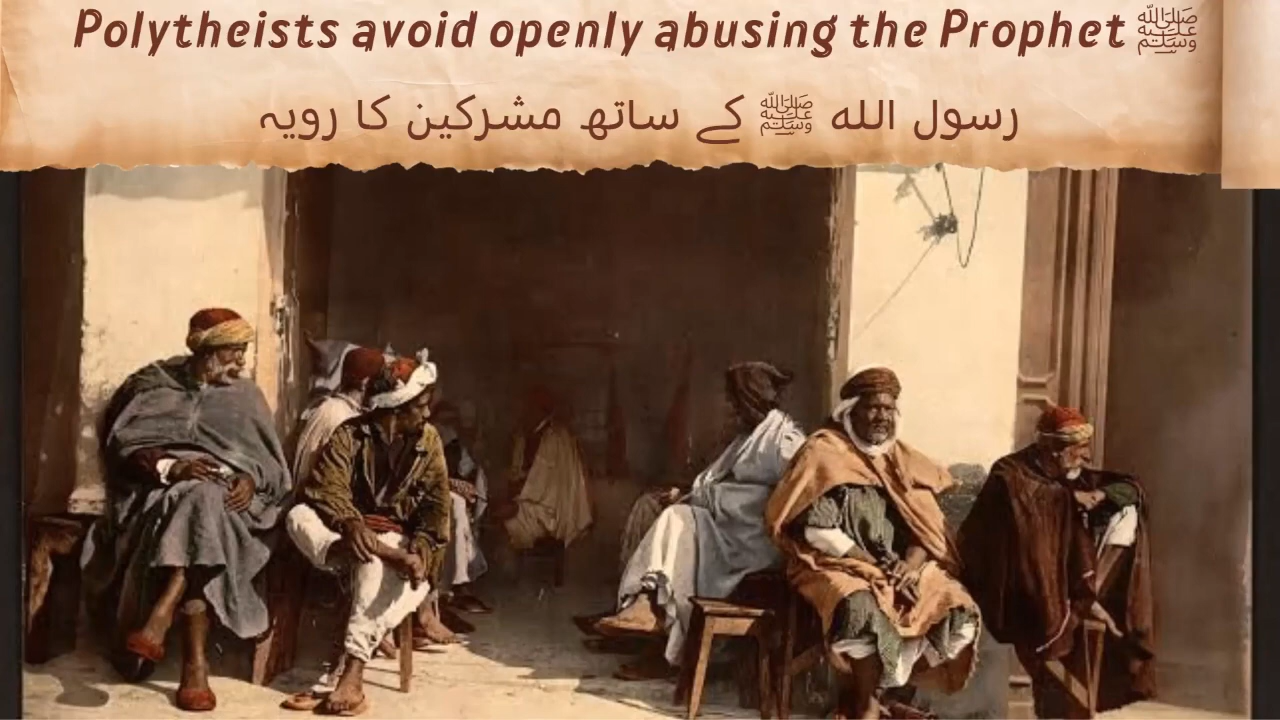 Polytheists avoid openly abusing the Prophet ﷺ
رسول الله ﷺ کے ساتھ مشرکین کا رویہ